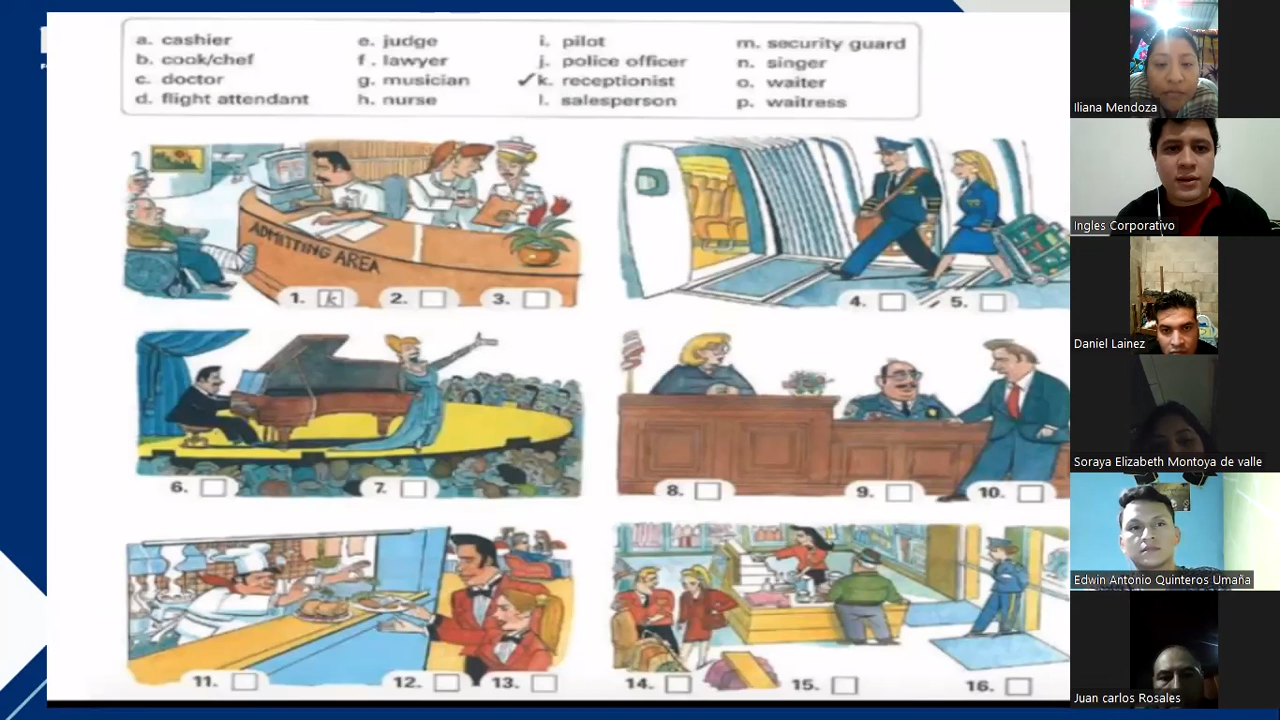 a. cashier
b. cook/chef
c. doctor
d. flight attendant
e. judge
f. lawyer
g. musician
h. nurse
i. pilot
j. police officer
✓k. receptionist
l. salesperson
m. security guard
n. singer
o. waiter
p. waitress
ADMITTING AREA
1. k 2. 3.
4. 5.
6. 7.
8. 9. 10.
11. 12. 13.
14. 15. 16.
Iliana Mendoza
Ingles Corporativo
Daniel Lainez
Soraya Elizabeth Montoya de valle
Edwin Antonio Quinteros Umaña
Juan carlos Rosales